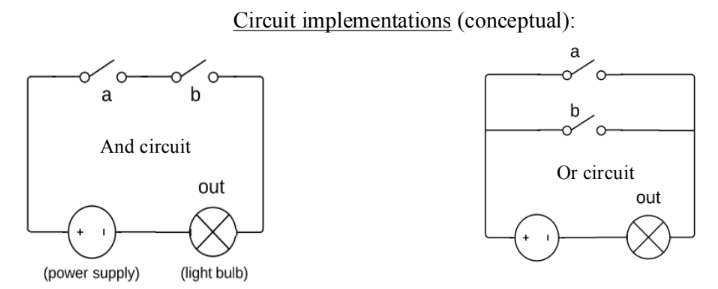 Circuit implementations (conceptual):
a
b
And circuit
out
+ ı
(power supply)
(light bulb)
a
b
Or circuit
out
+ ı